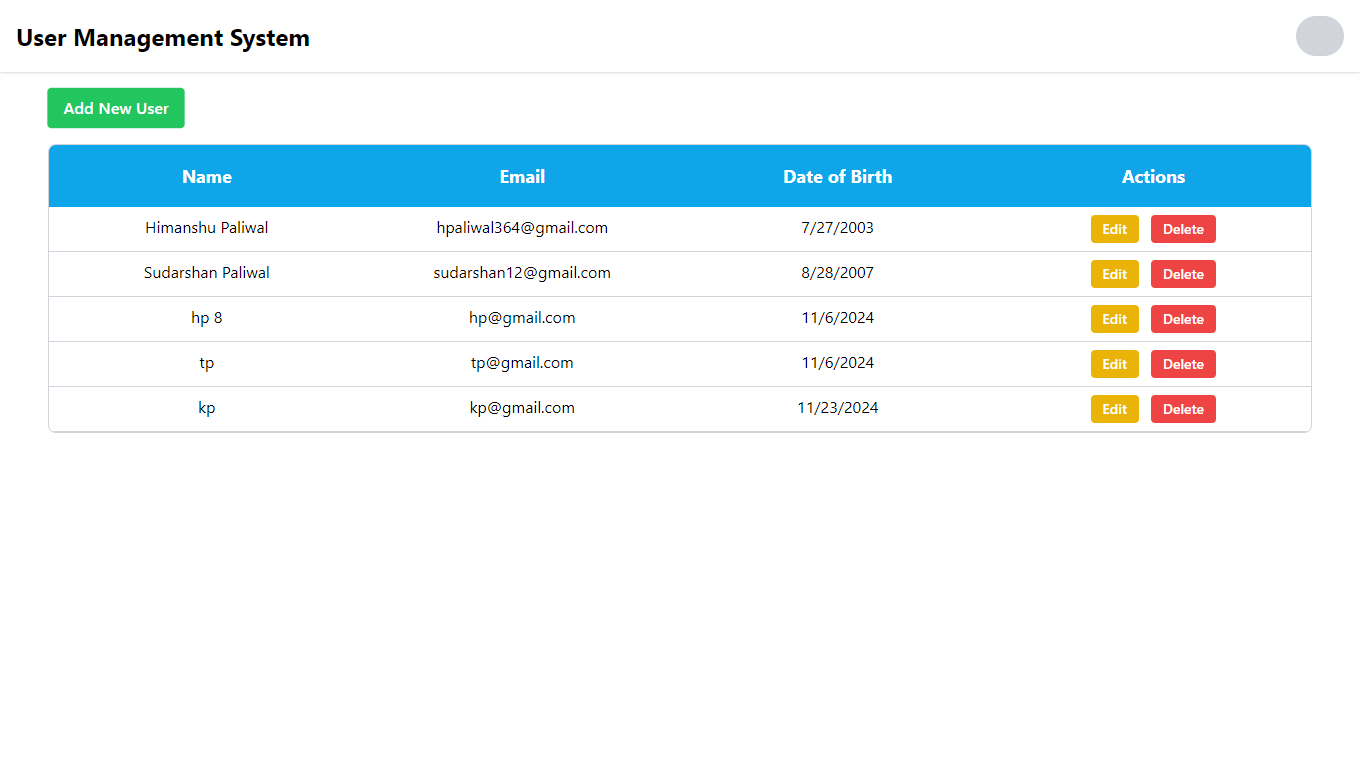 User Management System
Add New User
Name Email Date of Birth Actions
Himanshu Paliwal hpaliwal364@gmail.com 7/27/2003 Edit Delete
Sudarshan Paliwal sudarshan12@gmail.com 8/28/2007 Edit Delete
hp 8 hp@gmail.com 11/6/2024 Edit Delete
tp tp@gmail.com 11/6/2024 Edit Delete
kp kp@gmail.com 11/23/2024 Edit Delete